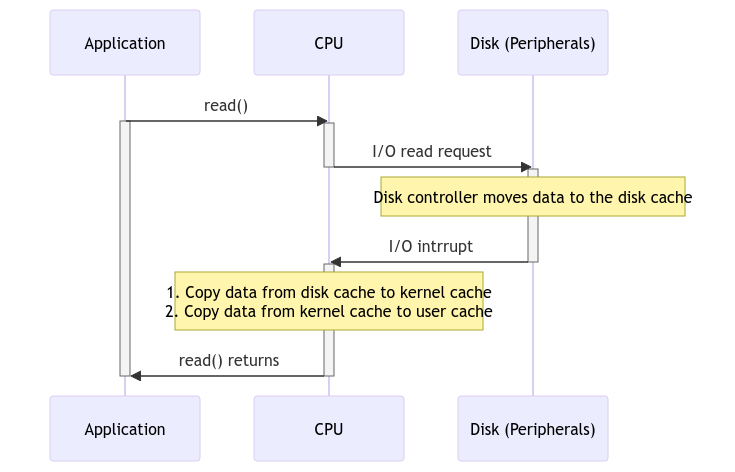 Application
CPU
Disk (Peripherals)
read()
I/O read request
Disk controller moves data to the disk cache
I/O intrrupt
1. Copy data from disk cache to kernel cache
2. Copy data from kernel cache to user cache
read() returns
Application
CPU
Disk (Peripherals)